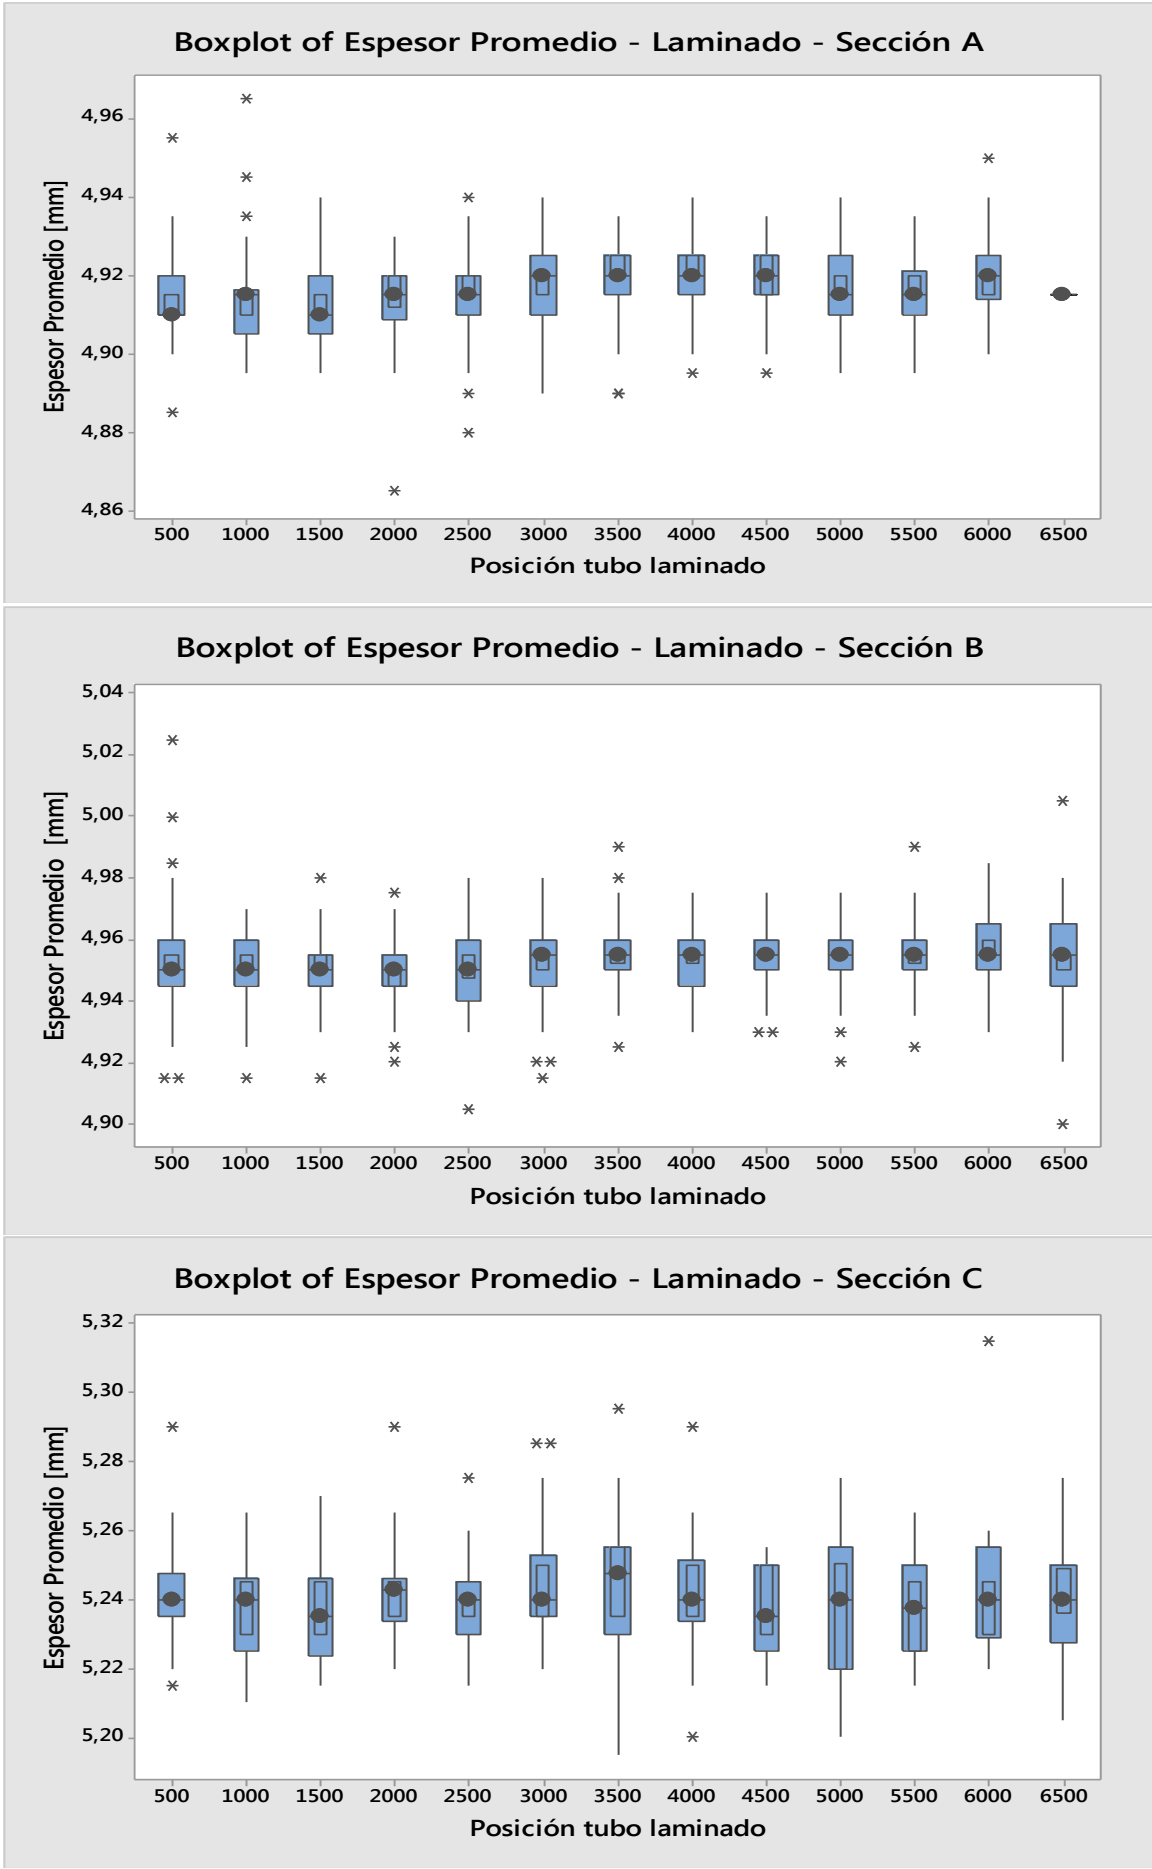 Boxplot of Espesor Promedio - Laminado - Sección A
Espesor Promedio [mm]
4,96
4,94
4,92
4,90
4,88
4,86
500 1000 1500 2000 2500 3000 3500 4000 4500 5000 5500 6000 6500
Posición tubo laminado
Boxplot of Espesor Promedio - Laminado - Sección B
Espesor Promedio [mm]
5,04
5,02
5,00
4,98
4,96
4,94
4,92
4,90
500 1000 1500 2000 2500 3000 3500 4000 4500 5000 5500 6000 6500
Posición tubo laminado
Boxplot of Espesor Promedio - Laminado - Sección C
Espesor Promedio [mm]
5,32
5,30
5,28
5,26
5,24
5,22
5,20
500 1000 1500 2000 2500 3000 3500 4000 4500 5000 5500 6000 6500
Posición tubo laminado